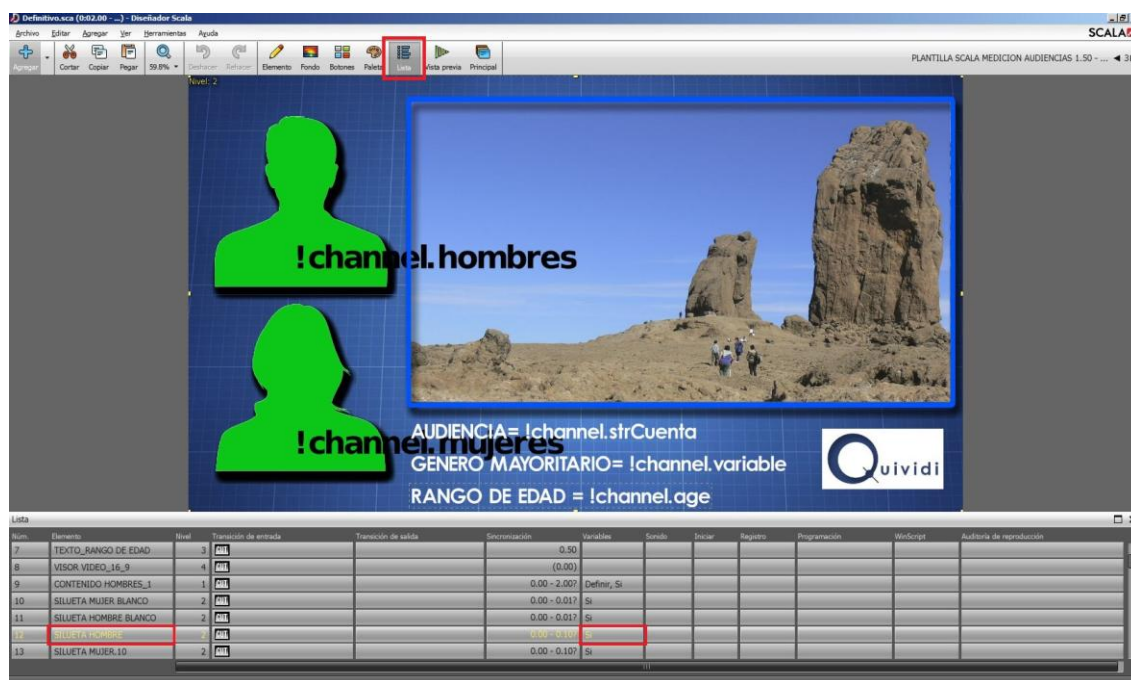 Definitivo.sca (0:02.00 - ...) - Diseñador Scala
Archivo Editar Agregar Ver Herramientas Ayuda
SCALA
Agregar Cortar Copiar Pegar 59.8% Deshacer Rehacer Elemento Fondo Botones Paleta Lista Vista previa Principal
PLANTILLA SCALA MEDICION AUDIENCIAS 1.50 - ...
Nivel: 2
!channel.hombres
!channel.mujeres
AUDIENCIA= !channel.strCuenta
GENERO MAYORITARIO= !channel.variable
RANGO DE EDAD = !channel.age
Quividi
Lista
Núm. Elemento Nivel Transición de entrada Transición de salida Sincronización Variables Sonido Iniciar Registro Programación WinScript Auditoría de reproducción
7 TEXTO_RANGO DE EDAD 3 0.50
8 VISOR VIDEO_16_9 4 (0.00)
9 CONTENIDO HOMBRES_1 1 0.00 - 2.00? Definir, Si
10 SILUETA MUJER BLANCO 2 0.00 - 0.01? Si
11 SILUETA HOMBRE BLANCO 2 0.00 - 0.01? Si
12 SILUETA HOMBRE 2 0.00 - 0.10? Si
13 SILUETA MUJER.10 2 0.00 - 0.10? Si